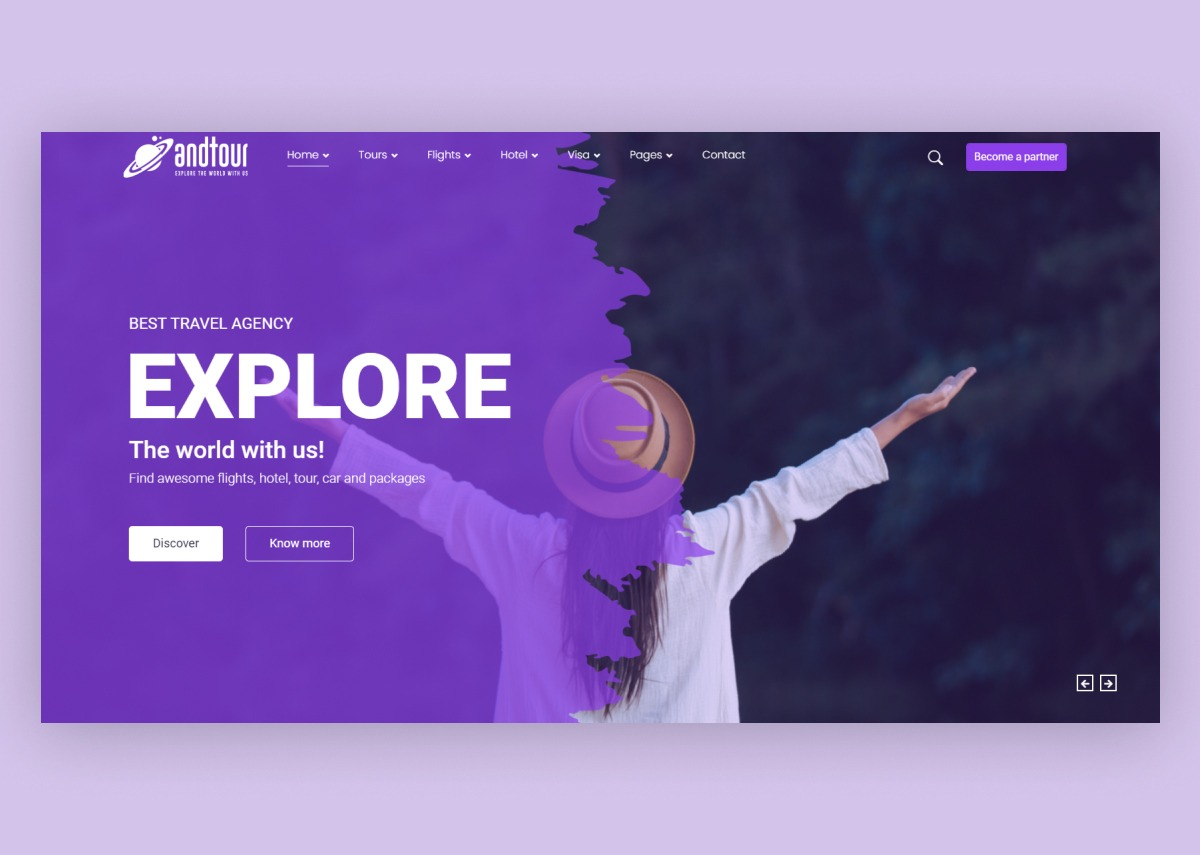 andtour
EXPLORE THE WORLD WITH US
Home Tours Flights Hotel Visa Pages Contact
Become a partner
BEST TRAVEL AGENCY
EXPLORE
The world with us!
Find awesome flights, hotel, tour, car and packages
Discover Know more